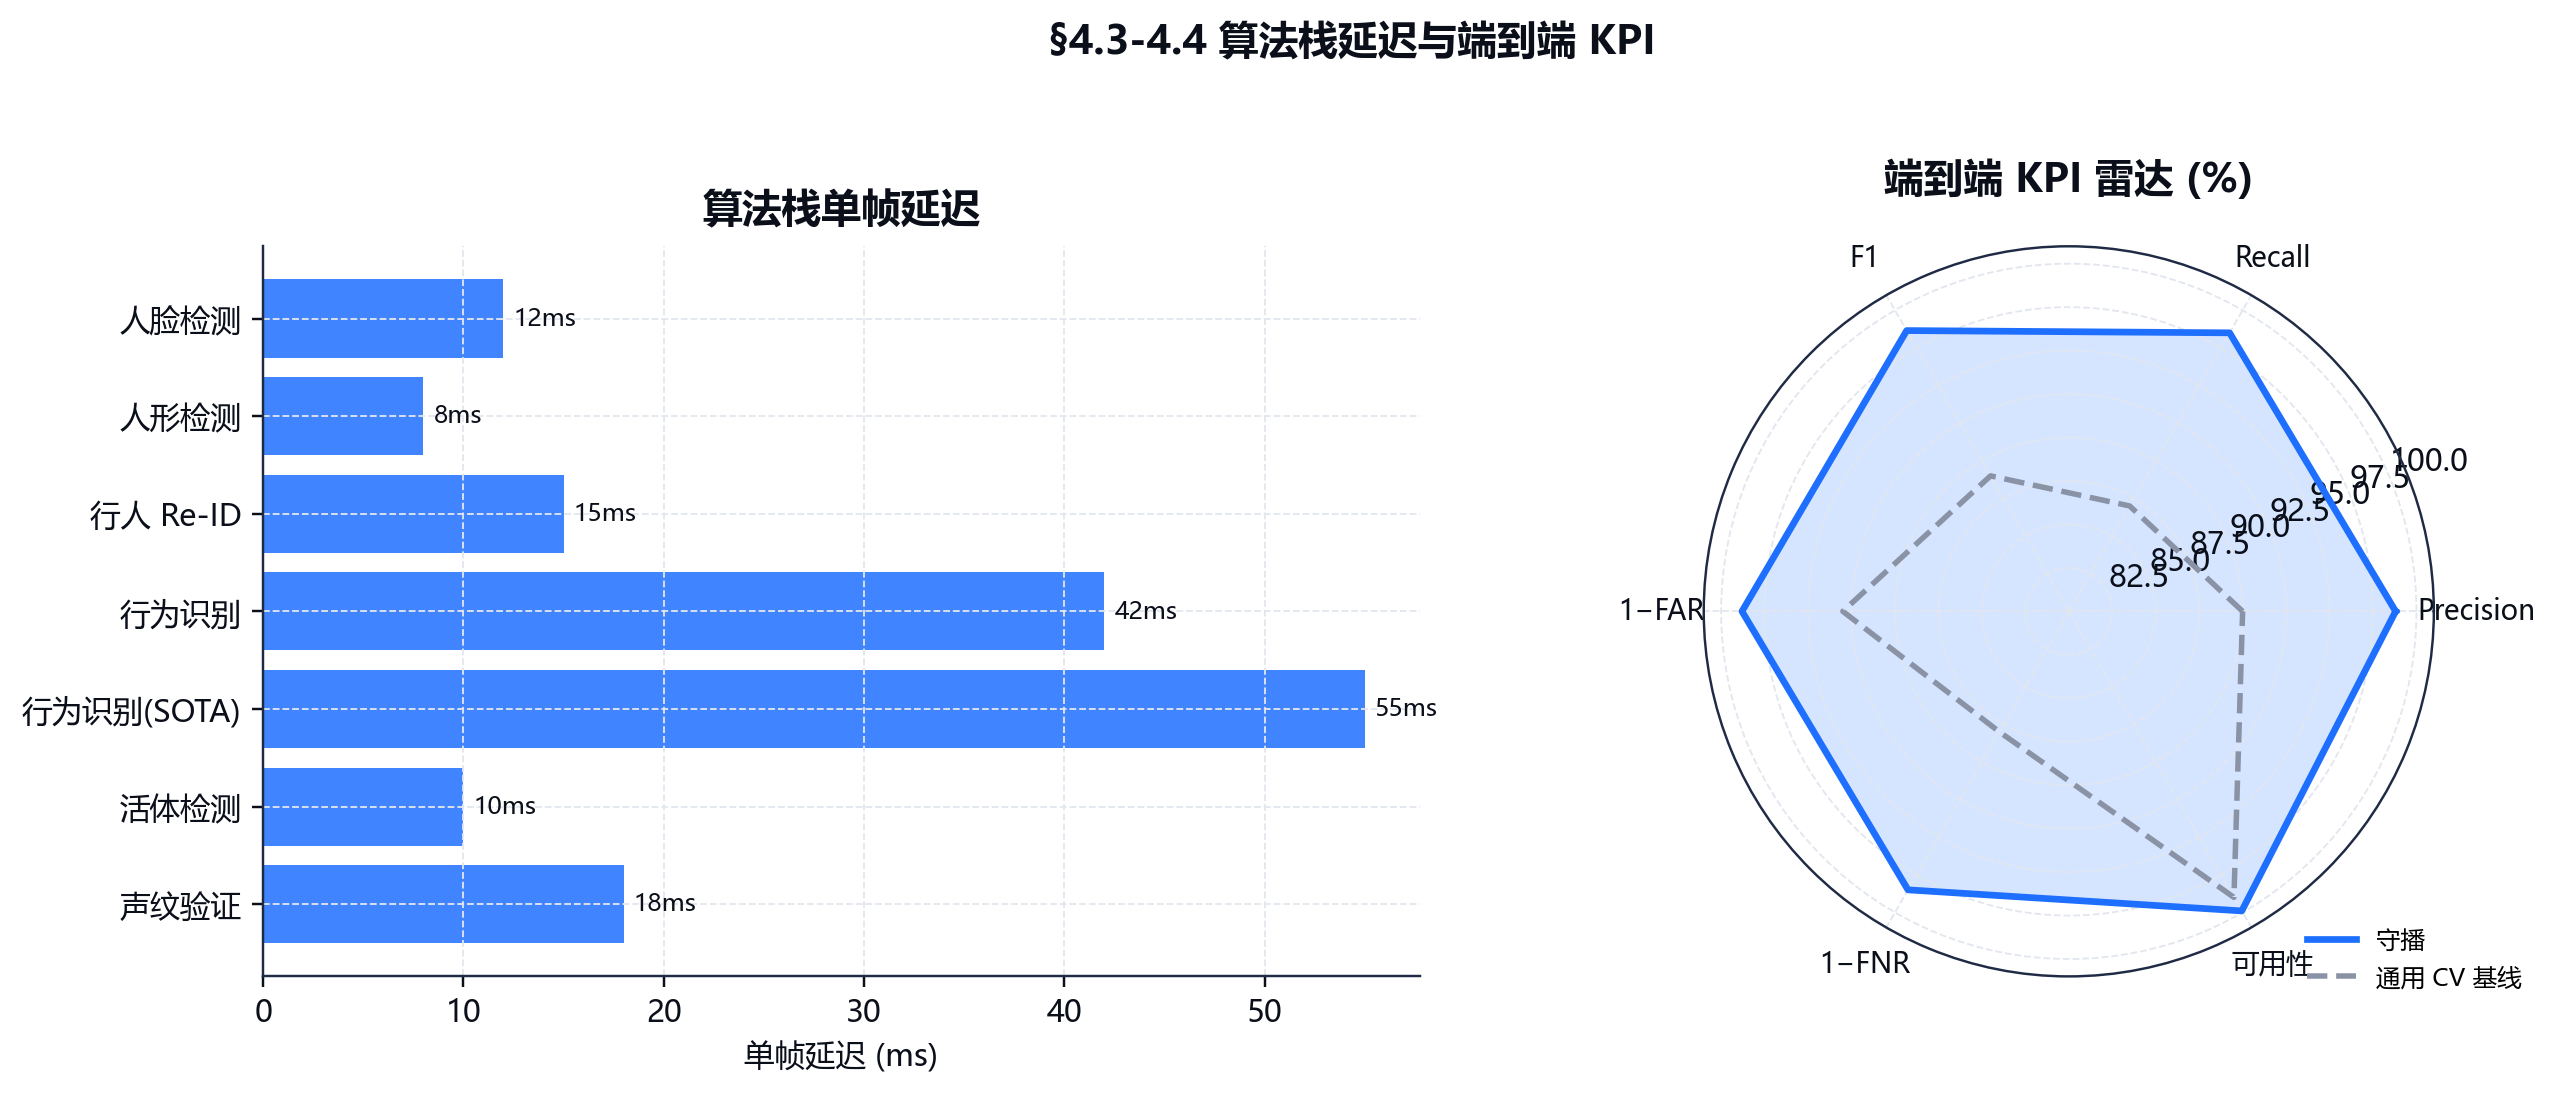 §4.3-4.4 算法栈延迟与端到端 KPI
算法栈单帧延迟
人脸检测
12ms
人形检测
8ms
行人 Re-ID
15ms
行为识别
42ms
行为识别(SOTA)
55ms
活体检测
10ms
声纹验证
18ms
0 10 20 30 40 50
单帧延迟 (ms)
端到端 KPI 雷达 (%)
F1
Recall
100.0
97.5
95.0
92.5
90.0
87.5
85.0
82.5
1−FAR
Precision
1−FNR
可用性
守播
通用 CV 基线